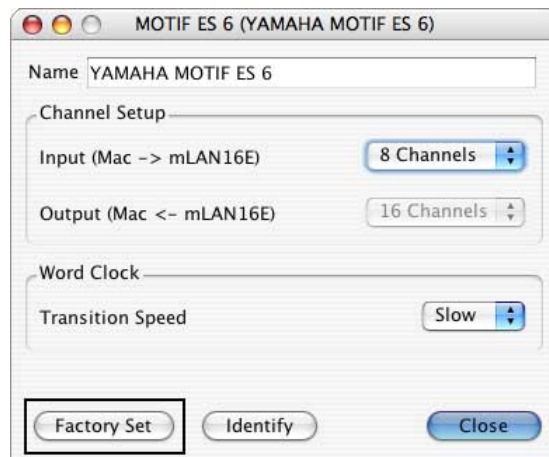 MOTIF ES 6 (YAMAHA MOTIF ES 6)
Name YAMAHA MOTIF ES 6
Channel Setup
Input (Mac -> mLAN16E) 8 Channels
Output (Mac <- mLAN16E) 16 Channels
Word Clock
Transition Speed Slow
Factory Set Identify Close